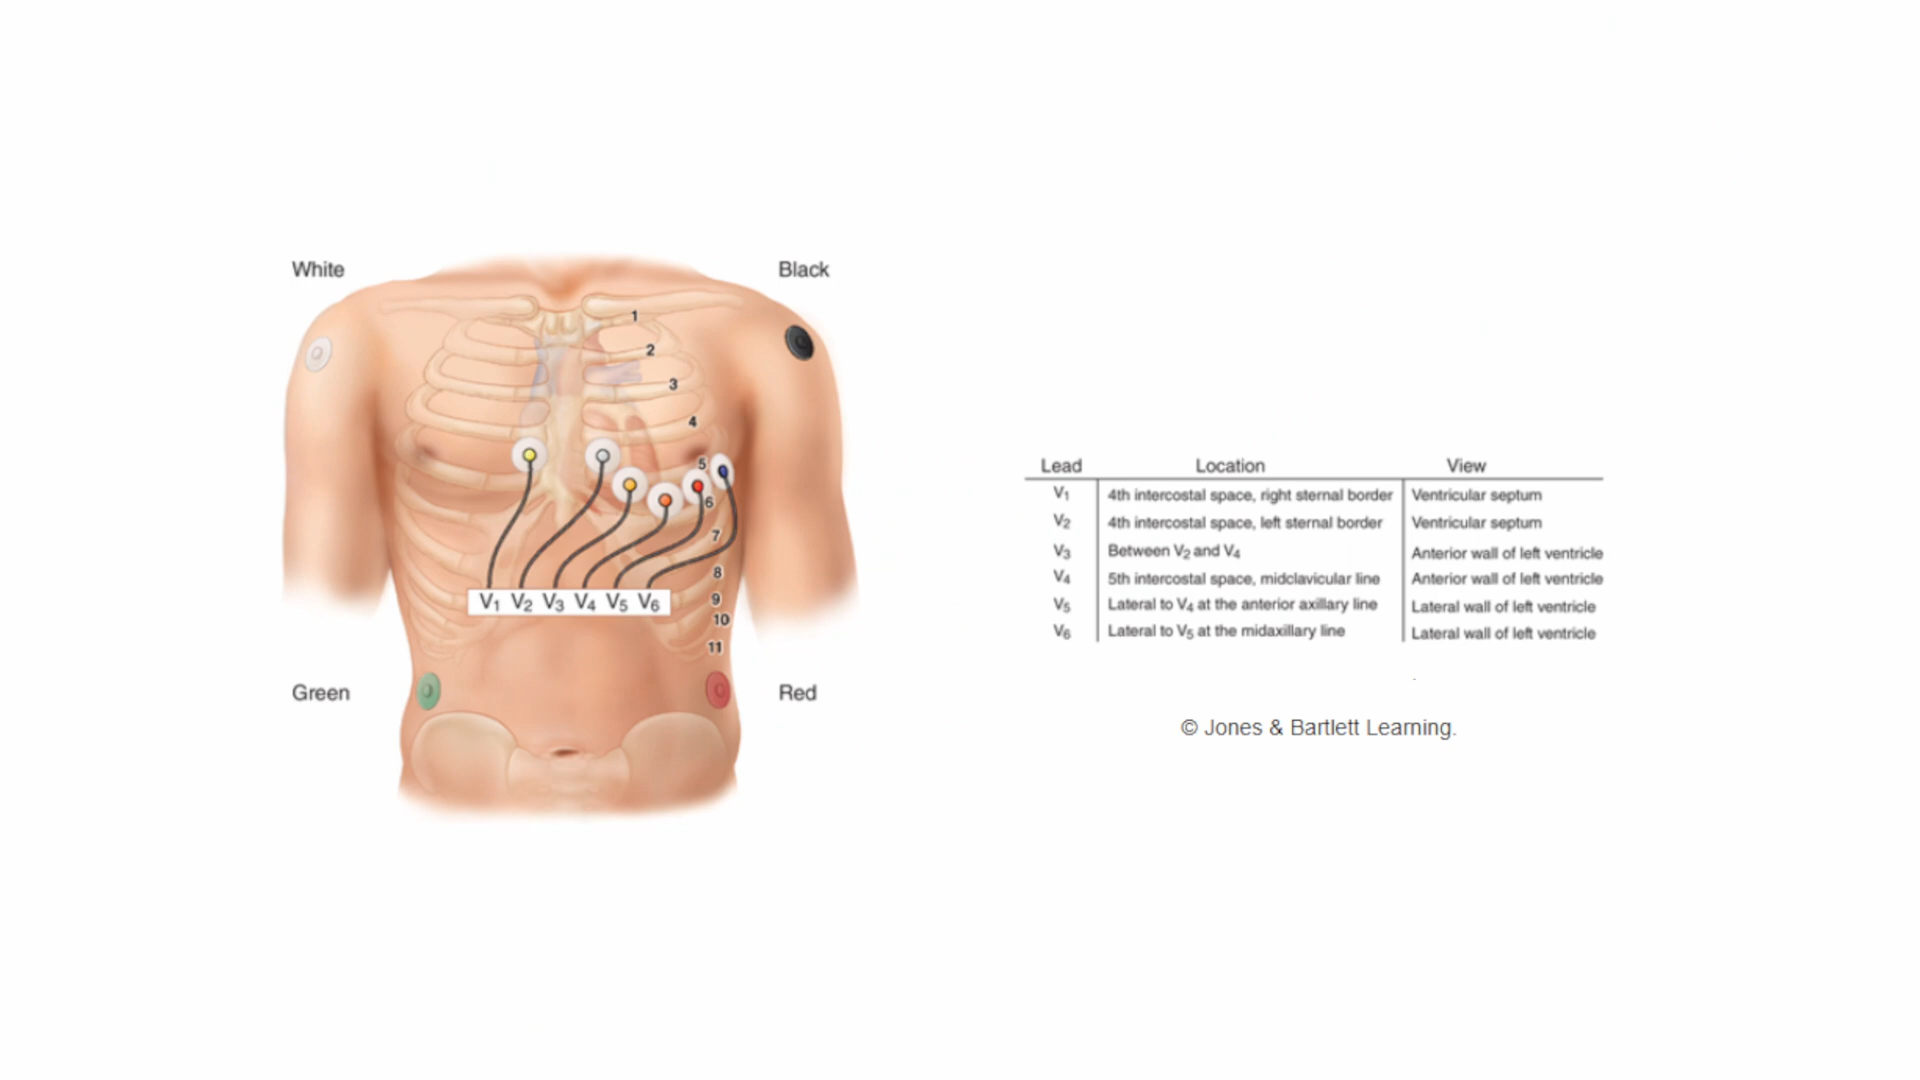 White
Black
1
2
3
4
5
6
7
8
9
10
11
V1 V2 V3 V4 V5 V6
Green
Red
Lead Location View
V1 4th intercostal space, right sternal border Ventricular septum
V2 4th intercostal space, left sternal border Ventricular septum
V3 Between V2 and V4 Anterior wall of left ventricle
V4 5th intercostal space, midclavicular line Anterior wall of left ventricle
V5 Lateral to V4 at the anterior axillary line Lateral wall of left ventricle
V6 Lateral to V5 at the midaxillary line Lateral wall of left ventricle
© Jones & Bartlett Learning.